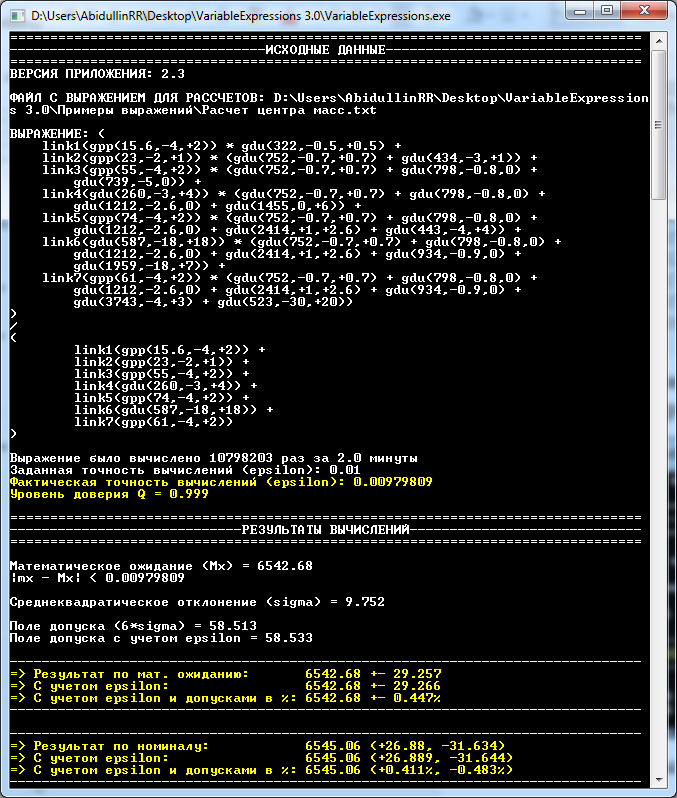 D:\Users\AbidullinRR\Desktop\VariableExpressions 3.0\VariableExpressions.exe
ИСХОДНЫЕ ДАННЫЕ
ВЕРСИЯ ПРИЛОЖЕНИЯ: 2.3
ФАЙЛ С ВЫРАЖЕНИЕМ ДЛЯ РАССЧЕТОВ: D:\Users\AbidullinRR\Desktop\VariableExpression
s 3.0\Примеры выражений\Расчет центра масс.txt
ВЫРАЖЕНИЕ: (
link1(gpp(15.6,-4,+2)) * gdu(322,-0.5,+0.5) +
link2(gpp(23,-2,+1)) * (gdu(752,-0.7,+0.7) + gdu(434,-3,+1)) +
link3(gpp(55,-4,+2)) * (gdu(752,-0.7,+0.7) + gdu(798,-0.8,0) +
gdu(739,-5,0)) +
link4(gdu(260,-3,+4)) * (gdu(752,-0.7,+0.7) + gdu(798,-0.8,0) +
gdu(1212,-2.6,0) + gdu(1455,0,+6)) +
link5(gpp(74,-4,+2)) * (gdu(752,-0.7,+0.7) + gdu(798,-0.8,0) +
gdu(1212,-2.6,0) + gdu(2414,+1,+2.6) + gdu(443,-4,+4)) +
link6(gdu(587,-18,+18)) * (gdu(752,-0.7,+0.7) + gdu(798,-0.8,0) +
gdu(1212,-2.6,0) + gdu(2414,+1,+2.6) + gdu(934,-0.9,0) +
gdu(1959,-18,+7)) +
link7(gpp(61,-4,+2)) * (gdu(752,-0.7,+0.7) + gdu(798,-0.8,0) +
gdu(1212,-2.6,0) + gdu(2414,+1,+2.6) + gdu(934,-0.9,0) +
gdu(3743,-4,+3) + gdu(523,-30,+20))
)
/
(
link1(gpp(15.6,-4,+2)) +
link2(gpp(23,-2,+1)) +
link3(gpp(55,-4,+2)) +
link4(gdu(260,-3,+4)) +
link5(gpp(74,-4,+2)) +
link6(gdu(587,-18,+18)) +
link7(gpp(61,-4,+2))
)
Выражение было вычислено 10798203 раз за 2.0 минуты
Заданная точность вычислений (epsilon): 0.01
Фактическая точность вычислений (epsilon): 0.00979809
Уровень доверия Q = 0.999
РЕЗУЛЬТАТЫ ВЫЧИСЛЕНИЙ
Математическое ожидание (Mx) = 6542.68
|mx - Mx| < 0.00979809
Среднеквадратическое отклонение (sigma) = 9.752
Поле допуска (6*sigma) = 58.513
Поле допуска с учетом epsilon = 58.533
=> Результат по мат. ожиданию: 6542.68 +- 29.257
=> С учетом epsilon: 6542.68 +- 29.266
=> С учетом epsilon и допусками в %: 6542.68 +- 0.447%
=> Результат по номиналу: 6545.06 (+26.88, -31.634)
=> С учетом epsilon: 6545.06 (+26.889, -31.644)
=> С учетом epsilon и допусками в %: 6545.06 (+0.411%, -0.483%)